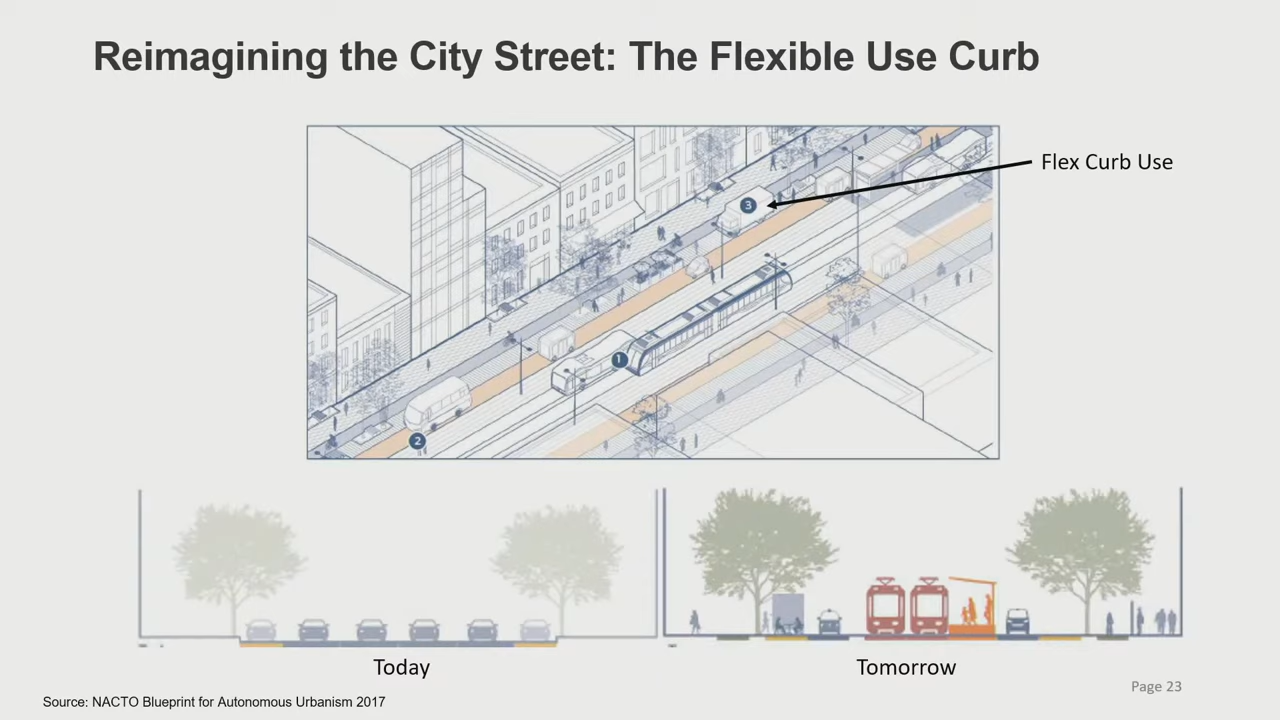 Reimagining the City Street: The Flexible Use Curb
Flex Curb Use
3
1
2
Today
Tomorrow
Page 23
Source: NACTO Blueprint for Autonomous Urbanism 2017